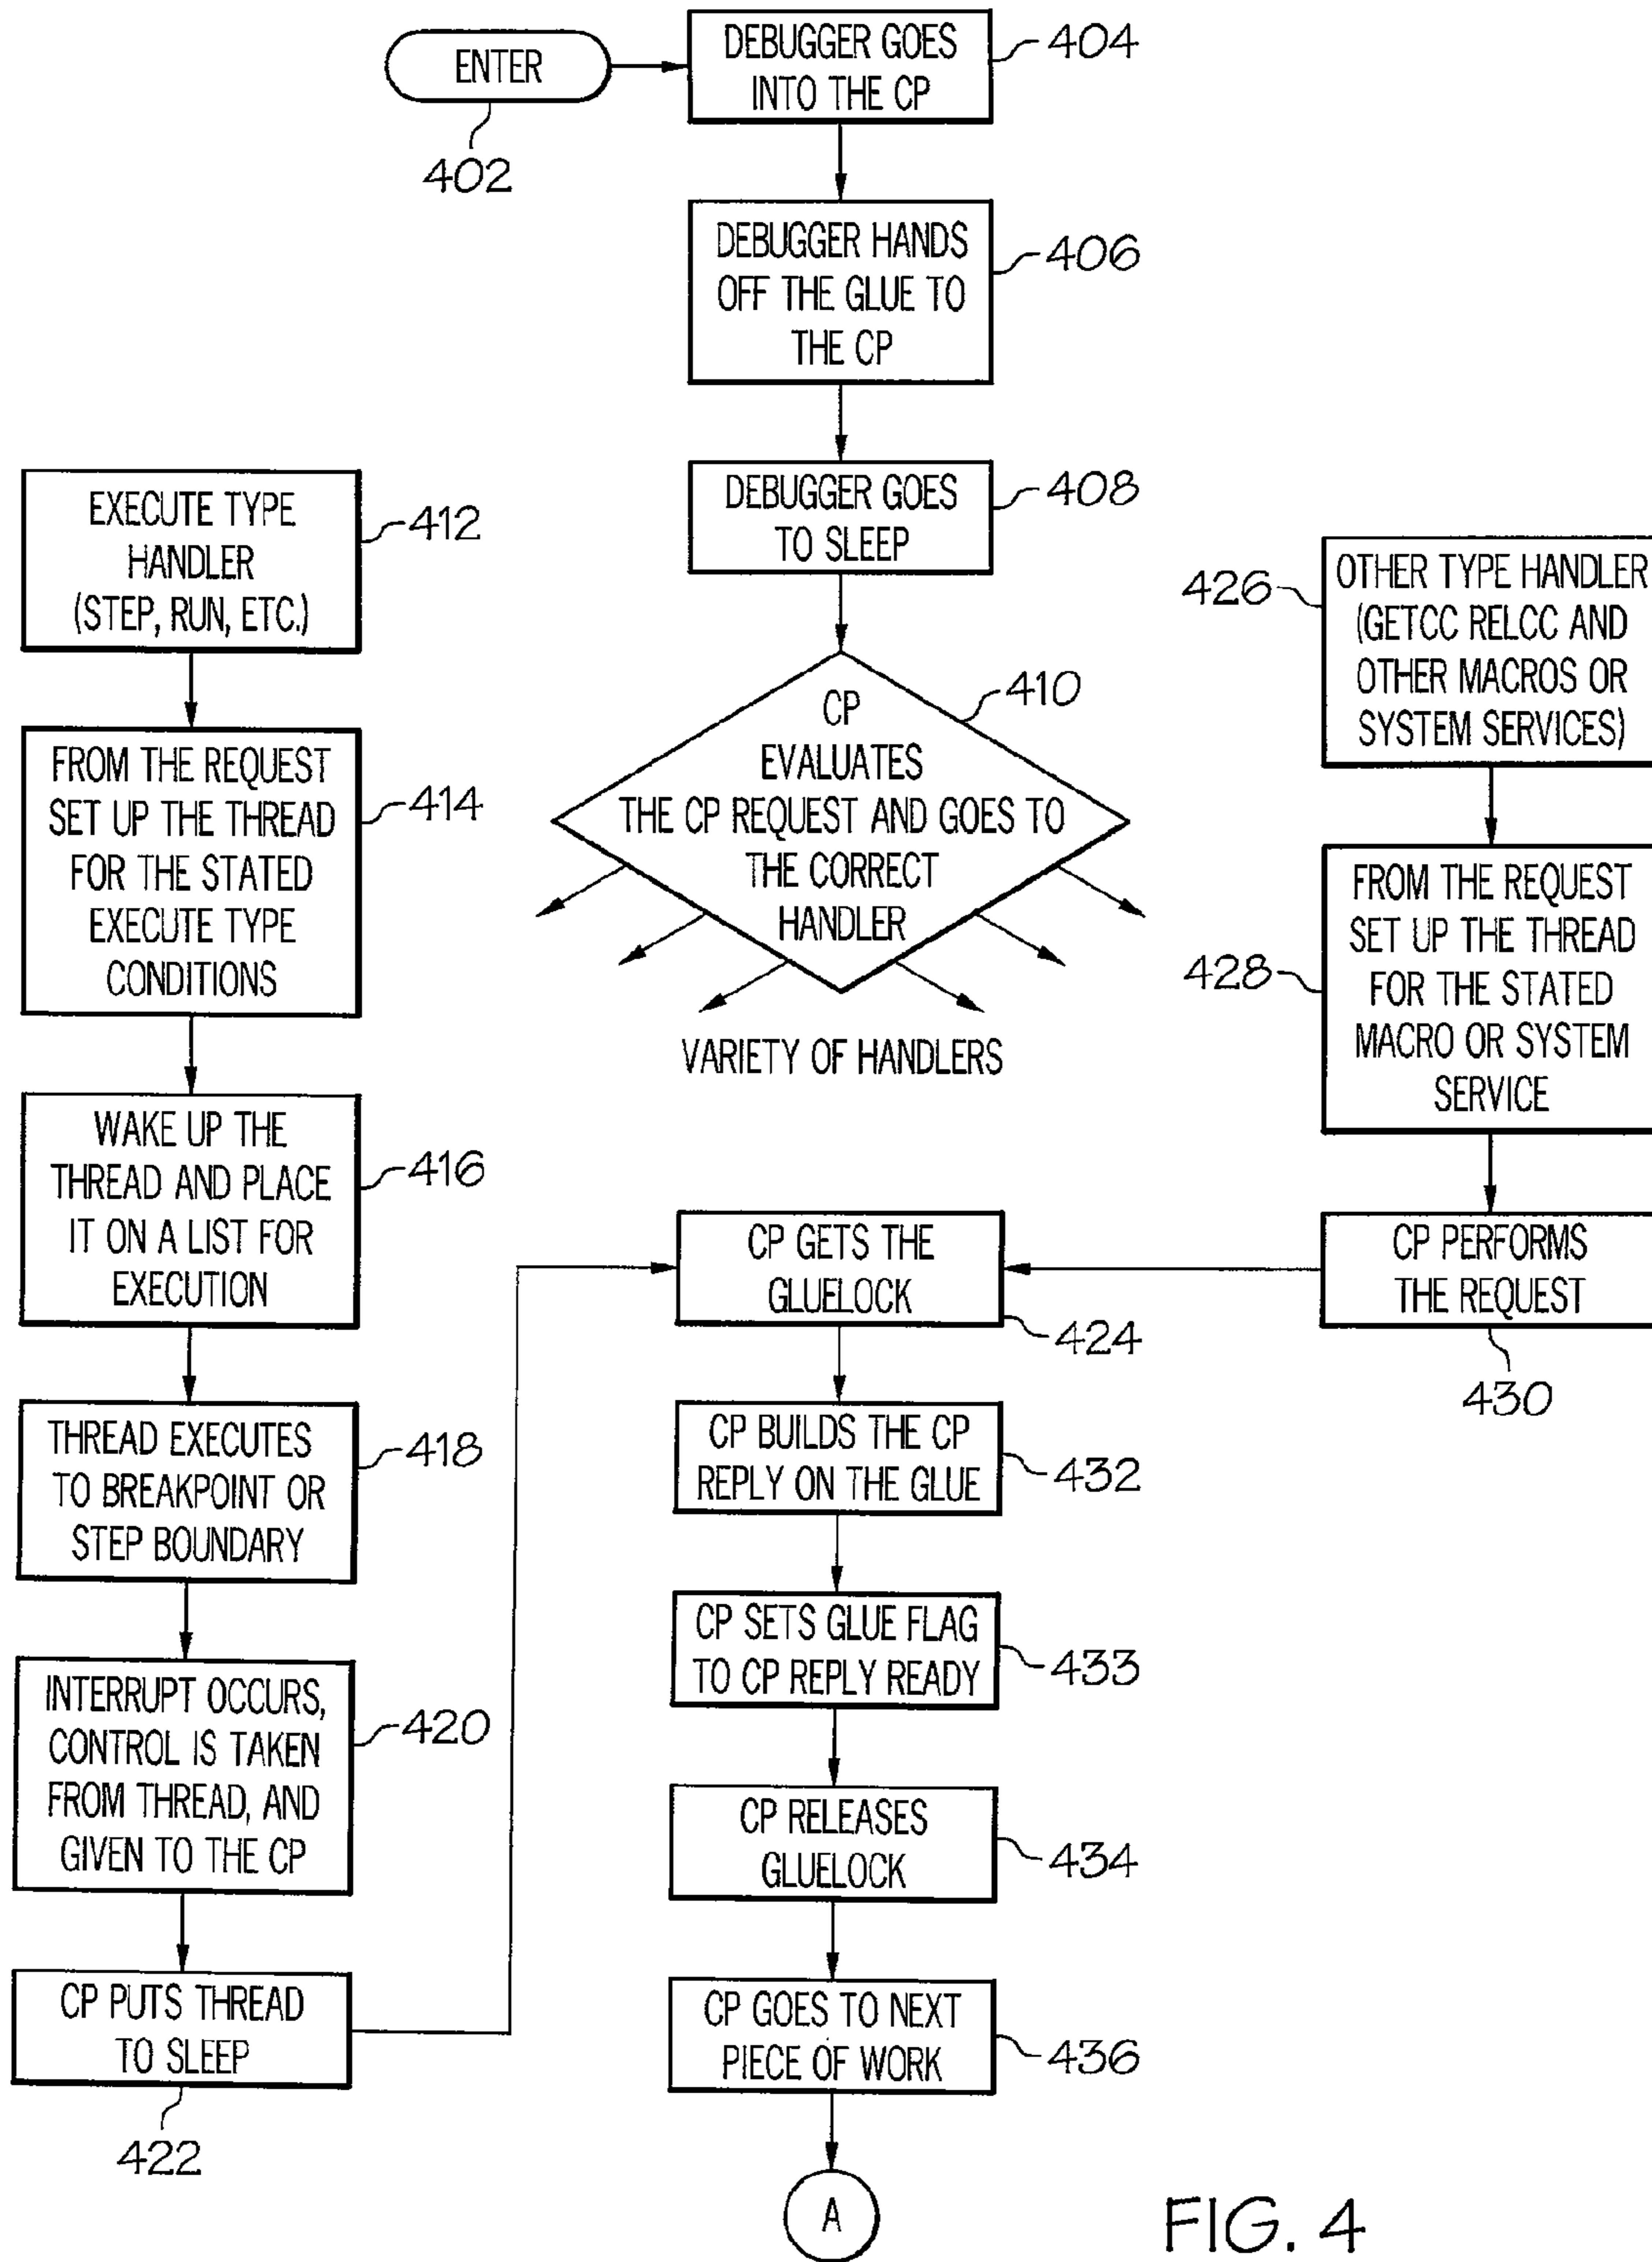 ENTER
402
DEBUGGER GOES
INTO THE CP
404
DEBUGGER HANDS
OFF THE GLUE TO
THE CP
406
DEBUGGER GOES
TO SLEEP
408
CP
EVALUATES
THE CP REQUEST AND GOES TO
THE CORRECT
HANDLER
410
VARIETY OF HANDLERS
EXECUTE TYPE
HANDLER
(STEP, RUN, ETC.)
412
FROM THE REQUEST
SET UP THE THREAD
FOR THE STATED
EXECUTE TYPE
CONDITIONS
414
WAKE UP THE
THREAD AND PLACE
IT ON A LIST FOR
EXECUTION
416
THREAD EXECUTES
TO BREAKPOINT OR
STEP BOUNDARY
418
INTERRUPT OCCURS,
CONTROL IS TAKEN
FROM THREAD, AND
GIVEN TO THE CP
420
CP PUTS THREAD
TO SLEEP
422
OTHER TYPE HANDLER
(GETCC RELCC AND
OTHER MACROS OR
SYSTEM SERVICES)
426
FROM THE REQUEST
SET UP THE THREAD
FOR THE STATED
MACRO OR SYSTEM
SERVICE
428
CP PERFORMS
THE REQUEST
430
CP GETS THE
GLUELOCK
424
CP BUILDS THE CP
REPLY ON THE GLUE
432
CP SETS GLUE FLAG
TO CP REPLY READY
433
CP RELEASES
GLUELOCK
434
CP GOES TO NEXT
PIECE OF WORK
436
A
FIG. 4